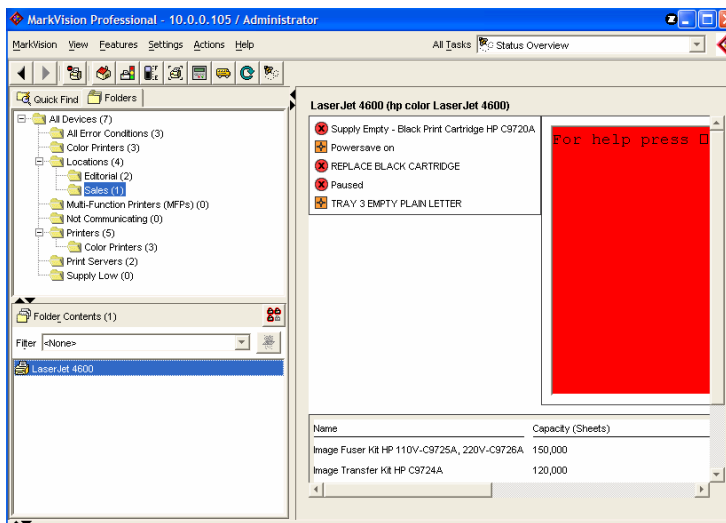 MarkVision Professional - 10.0.0.105 / Administrator
MarkVision View Features Settings Actions Help All Tasks Status Overview
Quick Find Folders
All Devices (7)
All Error Conditions (3)
Color Printers (3)
Locations (4)
Editorial (2)
Sales (1)
Multi-Function Printers (MFPs) (0)
Not Communicating (0)
Printers (5)
Color Printers (3)
Print Servers (2)
Supply Low (0)
Folder Contents (1)
Filter <None>
LaserJet 4600
LaserJet 4600 (hp color LaserJet 4600)
Supply Empty - Black Print Cartridge HP C9720A
Powersave on
REPLACE BLACK CARTRIDGE
Paused
TRAY 3 EMPTY PLAIN LETTER
For help press
Name Capacity (Sheets)
Image Fuser Kit HP 110V-C9725A, 220V-C9726A 150,000
Image Transfer Kit HP C9724A 120,000